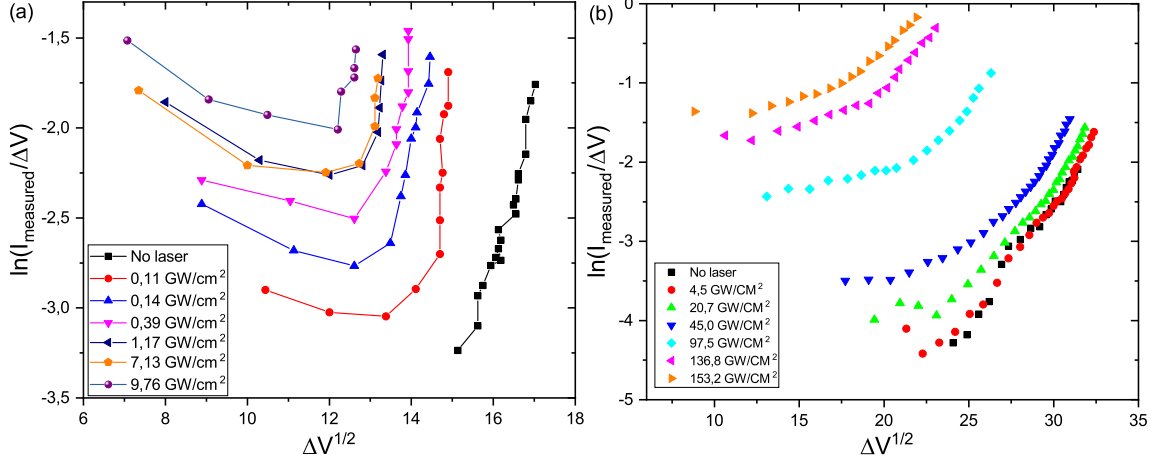 (a)
-1,5
-2,0
-2,5
-3,0
-3,5
6
8
10
12
14
16
18
ln(I_measured/ΔV)
ΔV^1/2
No laser
0,11 GW/cm²
0,14 GW/cm²
0,39 GW/cm²
1,17 GW/cm²
7,13 GW/cm²
9,76 GW/cm²
(b)
0
-1
-2
-3
-4
-5
10
15
20
25
30
35
ln(I_measured/ΔV)
ΔV^1/2
No laser
4,5 GW/CM²
20,7 GW/CM²
45,0 GW/CM²
97,5 GW/CM²
136,8 GW/CM²
153,2 GW/CM²